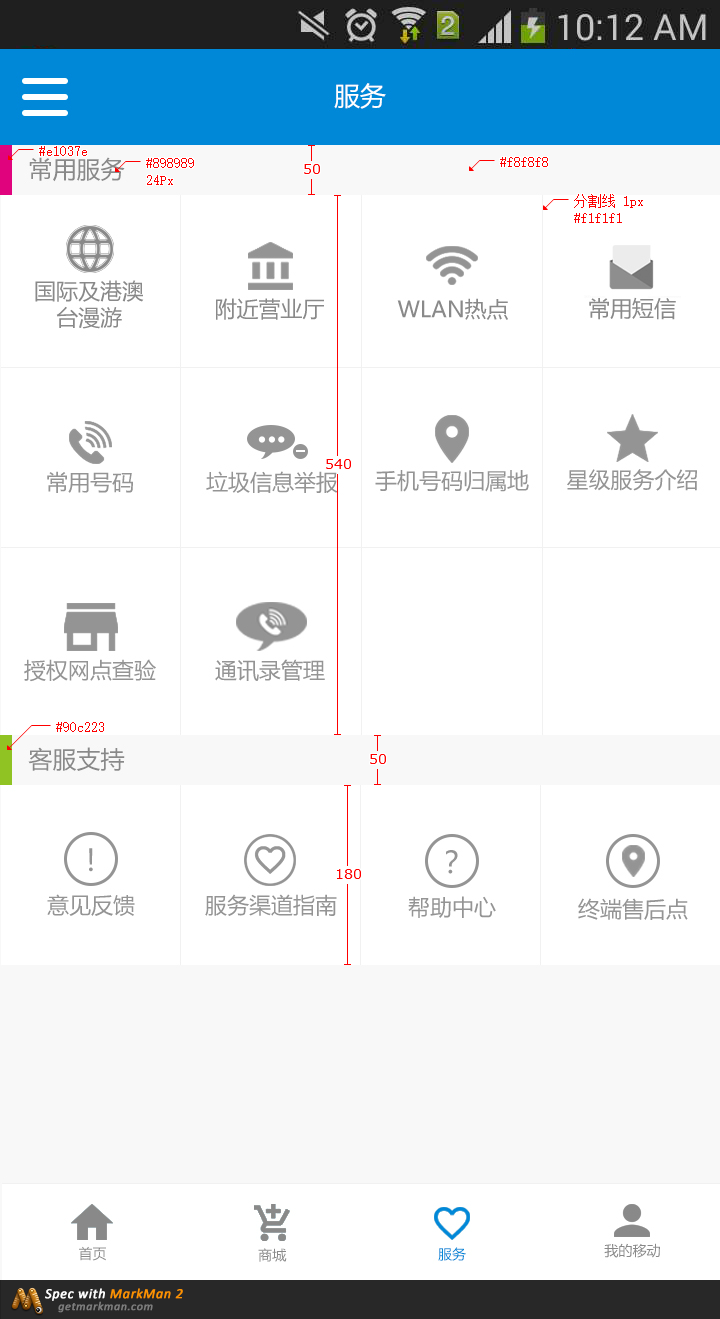 2 10:12 AM
服务
#e1037e
常用服务
#898989
24Px
50
#f8f8f8
分割线 1px
#f1f1f1
国际及港澳
台漫游
附近营业厅
WLAN热点
常用短信
540
常用号码
垃圾信息举报
手机号码归属地
星级服务介绍
授权网点查验
通讯录管理
#90c223
客服支持
50
180
!
?
意见反馈
服务渠道指南
帮助中心
终端售后点
首页
商城
服务
我的移动
Spec with MarkMan 2
getmarkman.com